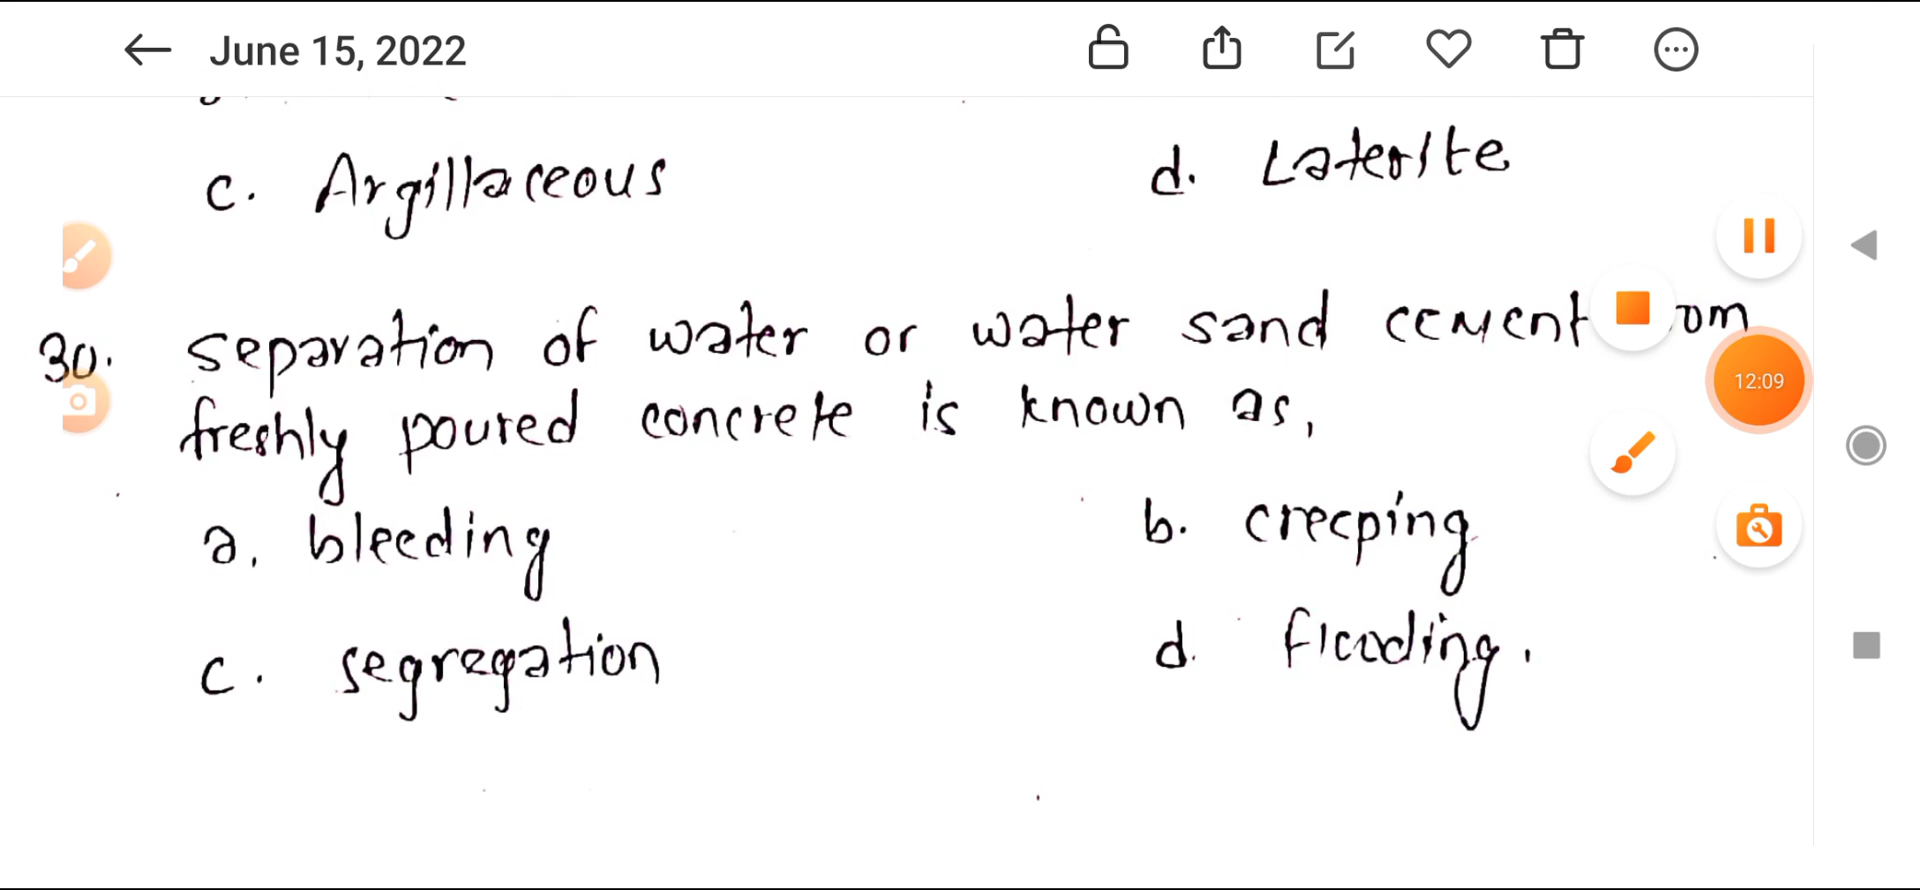 June 15, 2022
c. Argillaceous
d. Laterite
30. separation of water or water sand cement om
12:09
freshly poured concrete is known as,
a. bleeding
b. creeping
c. segregation
d. flooding.